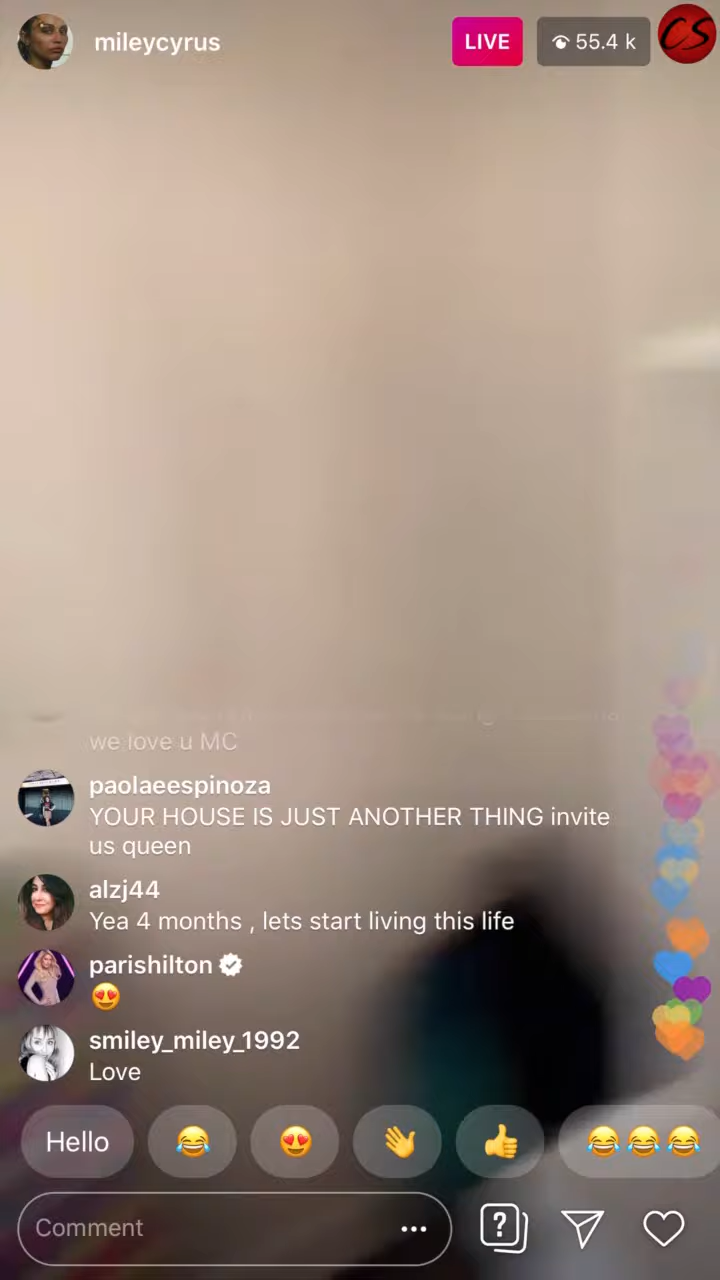 mileycyrus
LIVE
55.4 k
CS
we love u MC
paolaeespinoza
YOUR HOUSE IS JUST ANOTHER THING invite
us queen
alzj44
Yea 4 months , lets start living this life
parishilton
😍
smiley_miley_1992
Love
Hello 😂 😍 👋 👍 😂😂😂
Comment